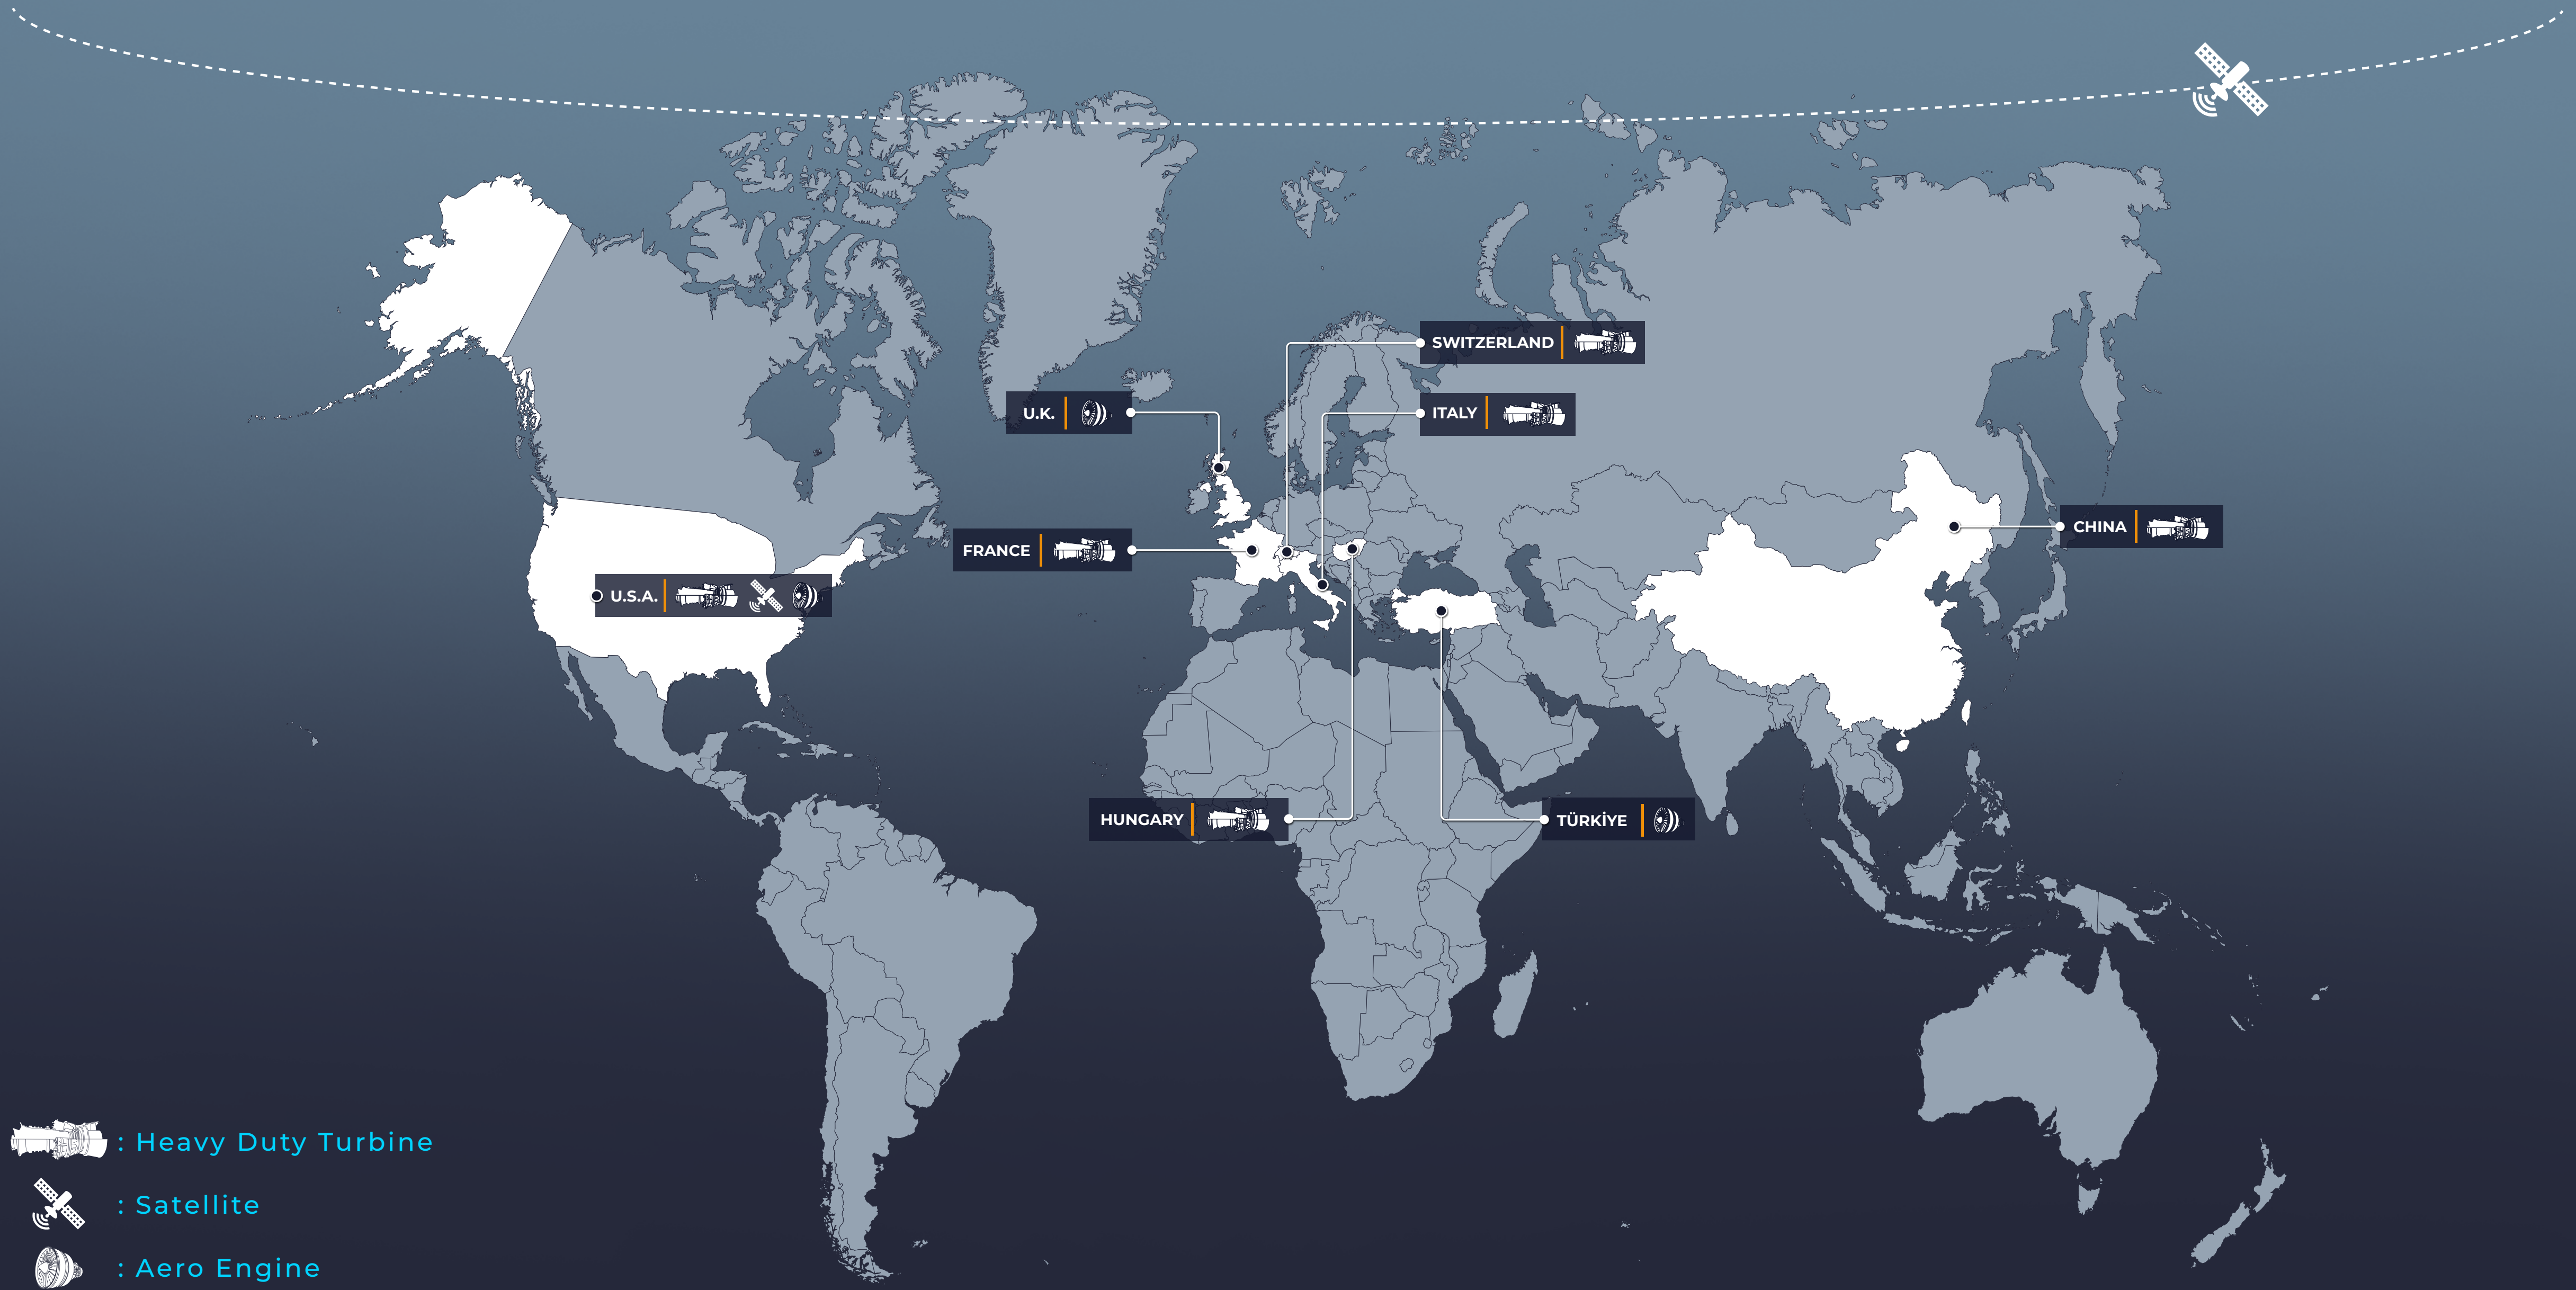 SWITZERLAND
U.K.
ITALY
CHINA
FRANCE
U.S.A.
HUNGARY
TÜRKİYE
: Heavy Duty Turbine
: Satellite
: Aero Engine